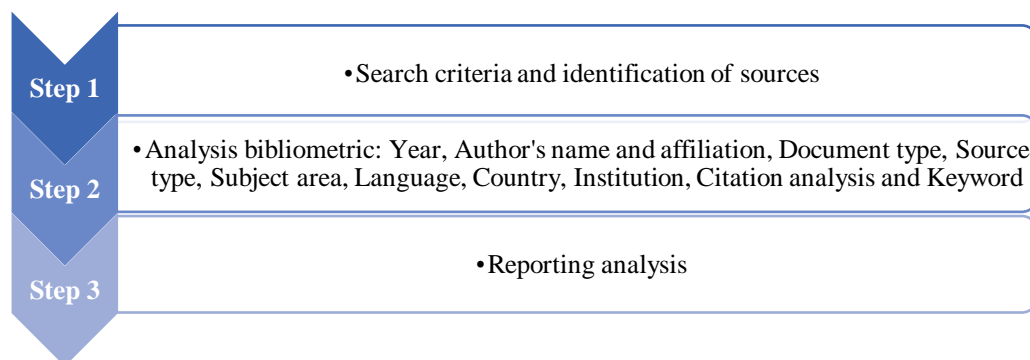 Step 1
•Search criteria and identification of sources
Step 2
•Analysis bibliometric: Year, Author's name and affiliation, Document type, Source
type, Subject area, Language, Country, Institution, Citation analysis and Keyword
Step 3
•Reporting analysis